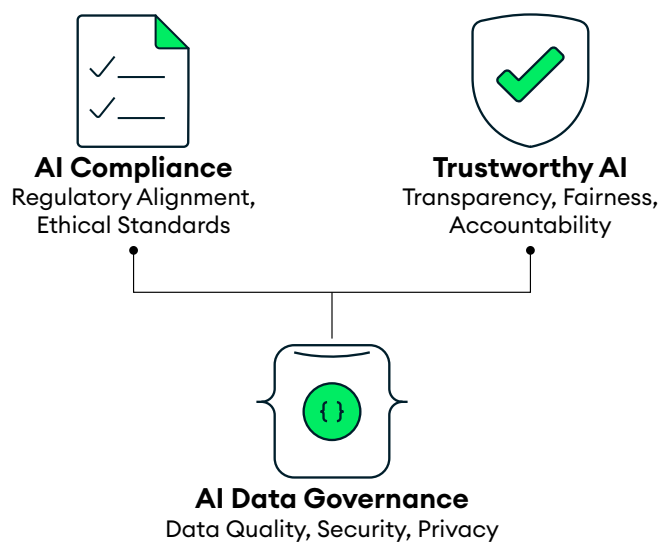 AI Compliance
Regulatory Alignment,
Ethical Standards
Trustworthy AI
Transparency, Fairness,
Accountability
{ }
AI Data Governance
Data Quality, Security, Privacy